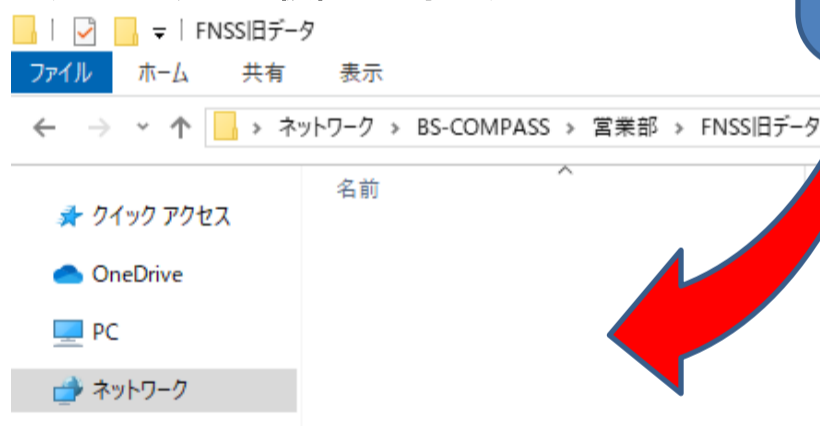 FNSS旧データ
ファイル ホーム 共有 表示
ネットワーク > BS-COMPASS > 営業部 > FNSS旧データ
名前
クイック アクセス
OneDrive
PC
ネットワーク